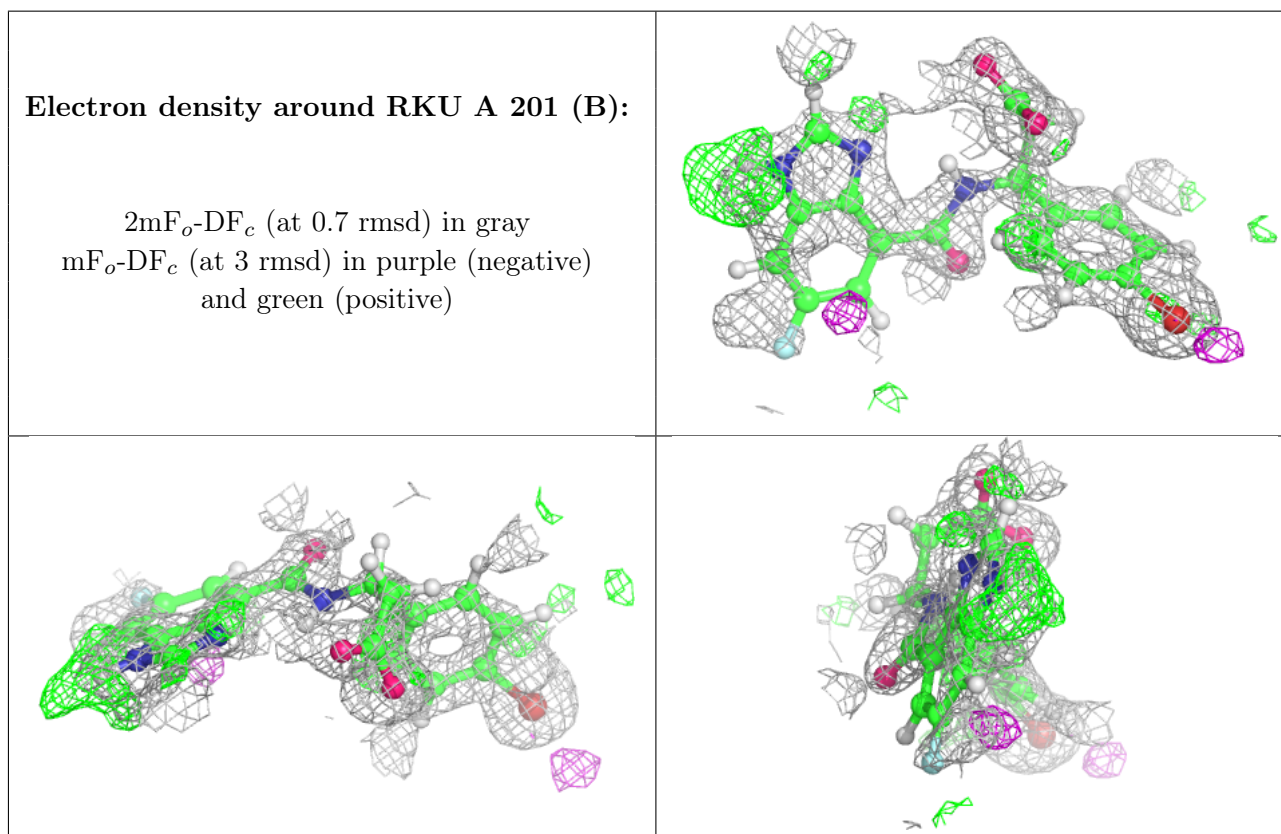 Electron density around RKU A 201 (B):
2mFo-DFc (at 0.7 rmsd) in gray
mFo-DFc (at 3 rmsd) in purple (negative)
and green (positive)